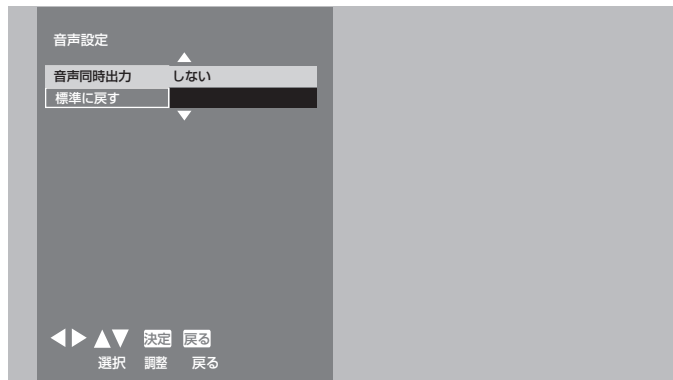 音声設定
音声同時出力 しない
標準に戻す
決定 戻る
選択 調整 戻る